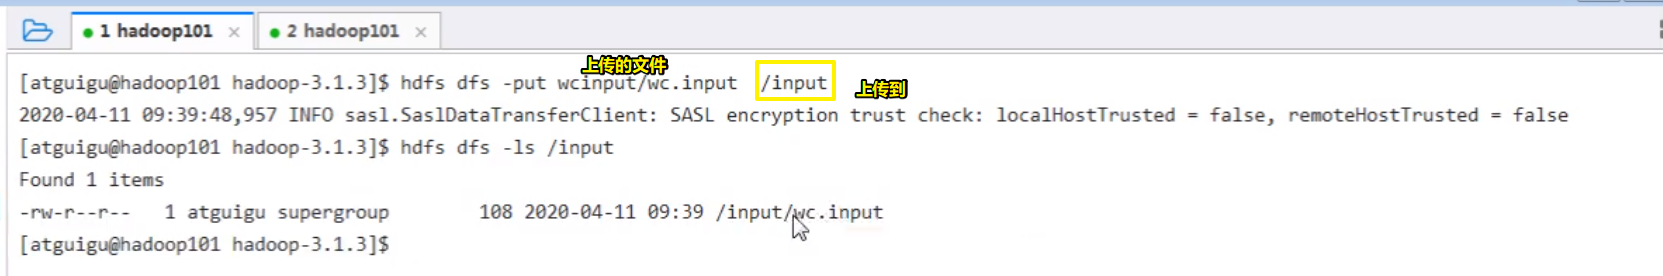 1 hadoop101 × 2 hadoop101 ×
上传的文件
[atguigu@hadoop101 hadoop-3.1.3]$ hdfs dfs -put wcinput/wc.input /input
上传到
2020-04-11 09:39:48,957 INFO sasl.SaslDataTransferClient: SASL encryption trust check: localHostTrusted = false, remoteHostTrusted = false
[atguigu@hadoop101 hadoop-3.1.3]$ hdfs dfs -ls /input
Found 1 items
-rw-r--r--   1 atguigu supergroup        108 2020-04-11 09:39 /input/wc.input
[atguigu@hadoop101 hadoop-3.1.3]$